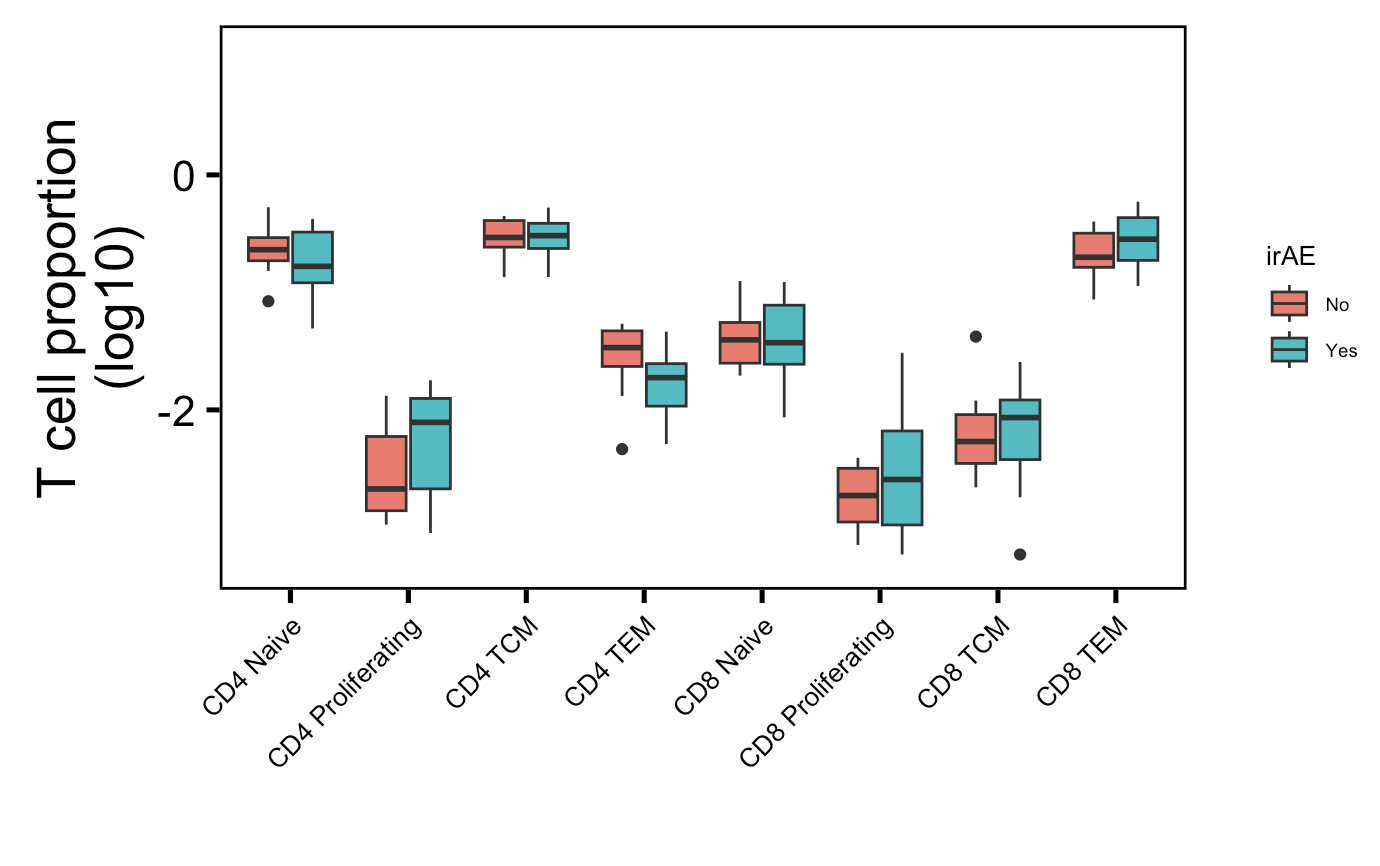 T cell proportion
(log10)
0
-2
CD4 Naive
CD4 Proliferating
CD4 TCM
CD4 TEM
CD8 Naive
CD8 Proliferating
CD8 TCM
CD8 TEM
irAE
No
Yes